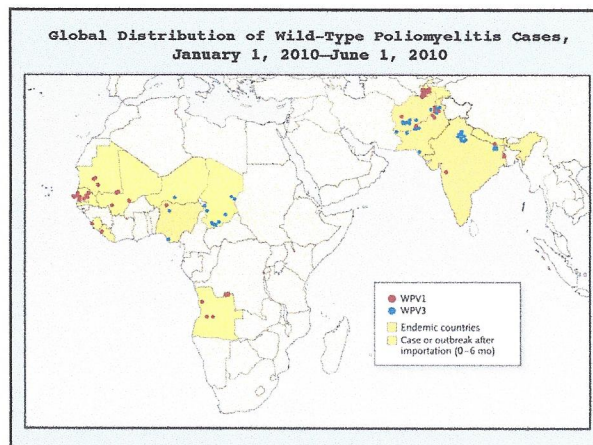 Global Distribution of Wild-Type Poliomyelitis Cases,
January 1, 2010—June 1, 2010
WPV1
WPV3
Endemic countries
Case or outbreak after
importation (0–6 mo)